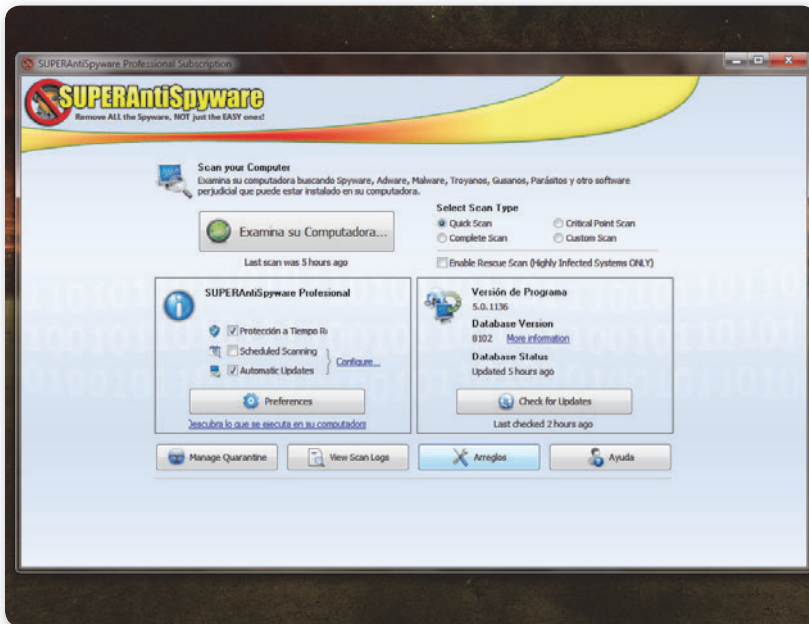 SUPERAntiSpyware Professional Subscription
SUPERAntiSpyware
Remove ALL the Spyware, NOT just the EASY ones!
Scan your Computer
Examina su computadora buscando Spyware, Adware, Malware, Troyanos, Gusanos, Parásitos y otro software
perjudicial que puede estar instalado en su computadora.
Examina su Computadora...
Last scan was 5 hours ago
Select Scan Type
Quick Scan
Critical Point Scan
Complete Scan
Custom Scan
Enable Rescue Scan (Highly Infected Systems ONLY)
SUPERAntiSpyware Profesional
Protección a Tiempo Re
Scheduled Scanning
Automatic Updates
Configure...
Preferences
Descubra lo que se ejecuta en su computadora
Versión de Programa
5.0.1136
Database Version
8102 More information
Database Status
Updated 5 hours ago
Check for Updates
Last checked 2 hours ago
Manage Quarantine
View Scan Logs
Arreglos
Ayuda